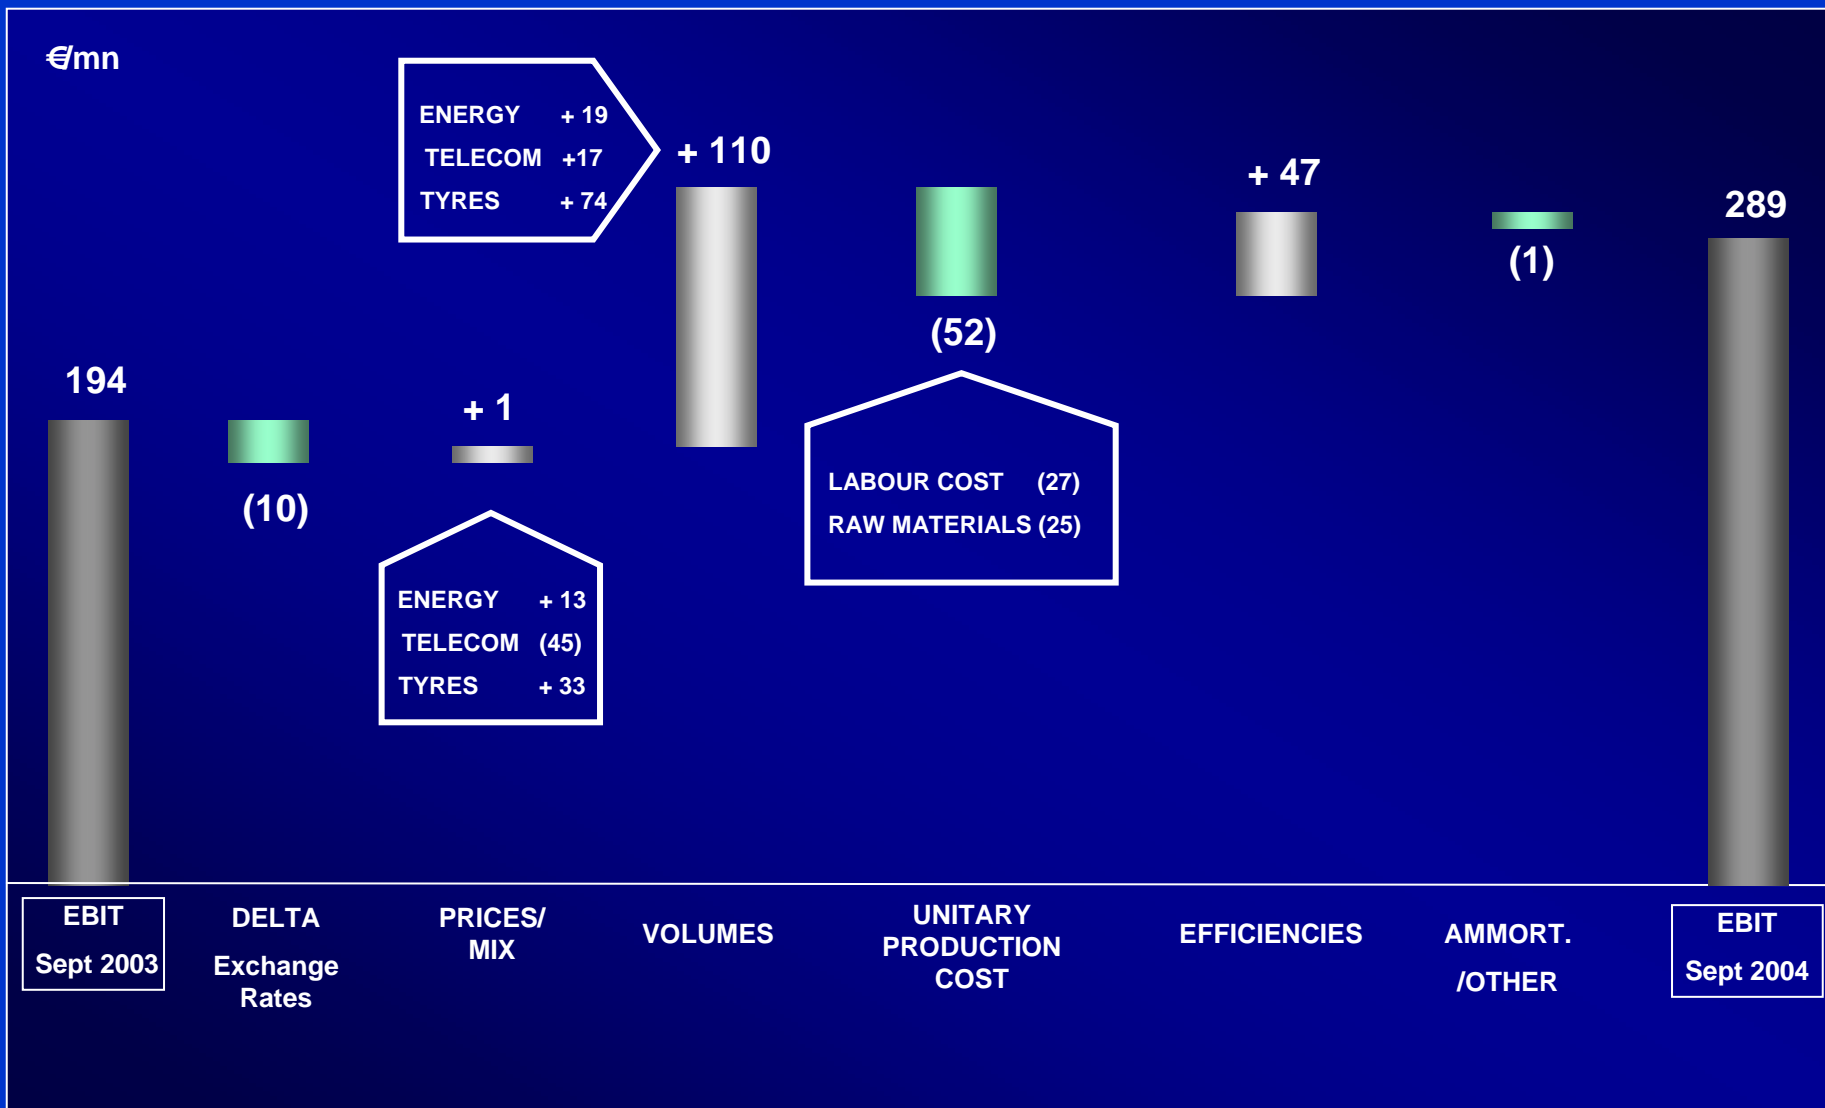 €/mn
ENERGY + 19
TELECOM +17
TYRES + 74
+ 110
+ 47
289
(1)
(52)
194
+ 1
(10)
LABOUR COST (27)
RAW MATERIALS (25)
ENERGY + 13
TELECOM (45)
TYRES + 33
EBIT
Sept 2003
DELTA
Exchange
Rates
PRICES/
MIX
VOLUMES
UNITARY
PRODUCTION
COST
EFFICIENCIES
AMMORT.
/OTHER
EBIT
Sept 2004